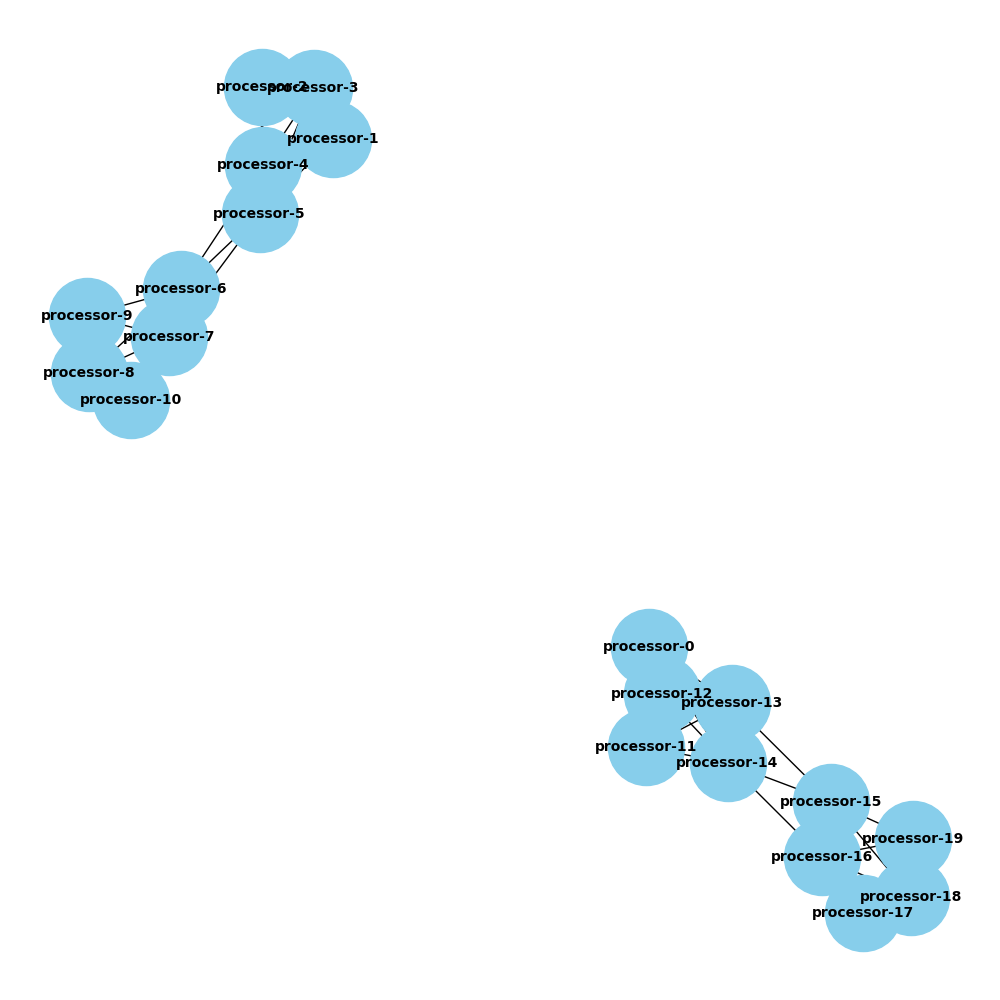 processor-2
processor-3
processor-1
processor-4
processor-5
processor-6
processor-9
processor-7
processor-8
processor-10
processor-0
processor-12
processor-13
processor-11
processor-14
processor-15
processor-19
processor-16
processor-18
processor-17